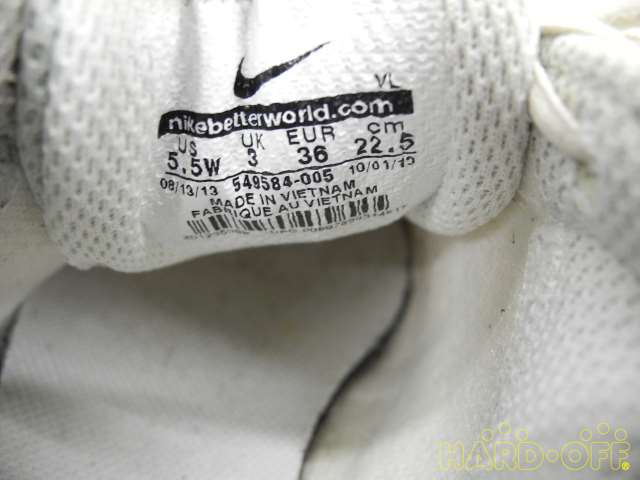 VL
nikebetterworld.com
US UK EUR cm
5.5W 3 36 22.5
08/13/13 549584-005 10/01/13
MADE IN VIETNAM
FABRIQUE AU VIETNAM
HARD·OFF